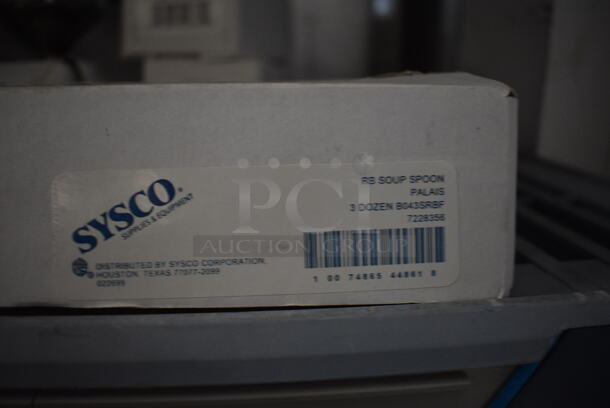 SYSCO®
SUPPLIES & EQUIPMENT
RB SOUP SPOON
PALAIS
3 DOZEN B043SRBF
7228356
DISTRIBUTED BY SYSCO CORPORATION,
HOUSTON, TEXAS 77077-2099
022699
1 00 74865 44861 8
PCI
AUCTION GROUP